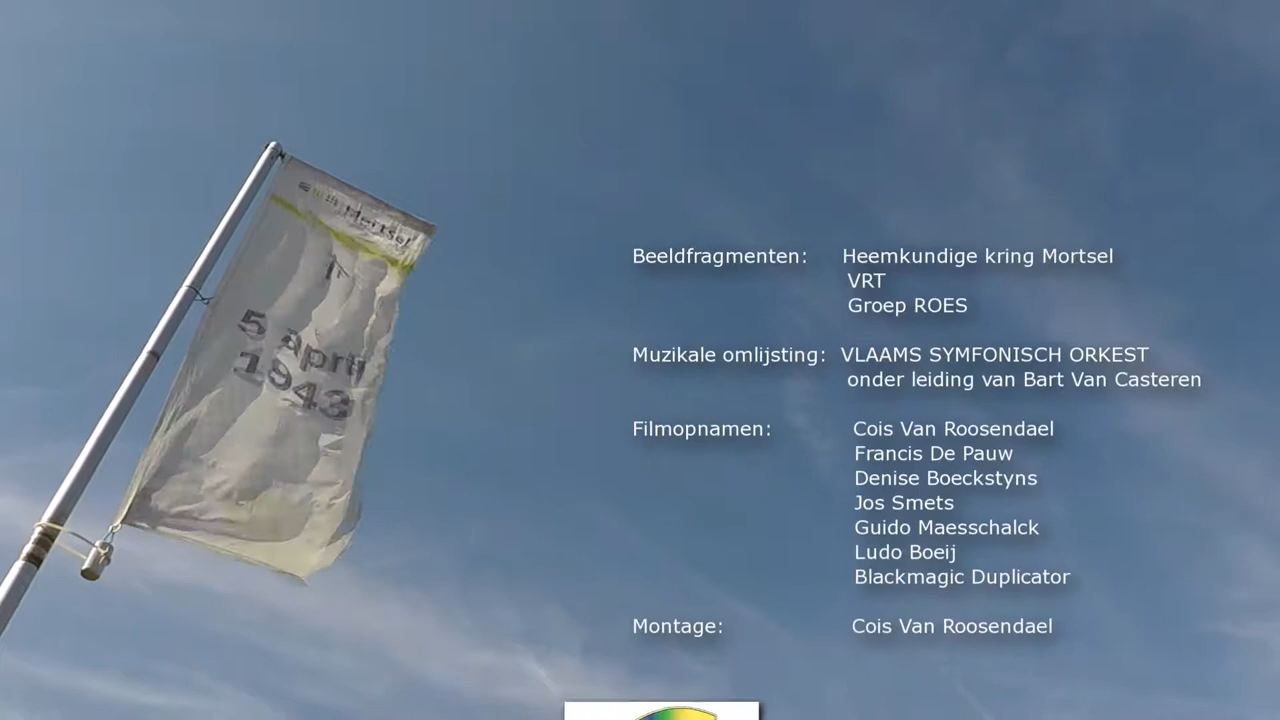 Mortsel
5 april
1943
Beeldfragmenten: Heemkundige kring Mortsel
VRT
Groep ROES
Muzikale omlijsting: VLAAMS SYMFONISCH ORKEST
onder leiding van Bart Van Casteren
Filmopnamen: Cois Van Roosendael
Francis De Pauw
Denise Boeckstyns
Jos Smets
Guido Maesschalck
Ludo Boeij
Blackmagic Duplicator
Montage: Cois Van Roosendael